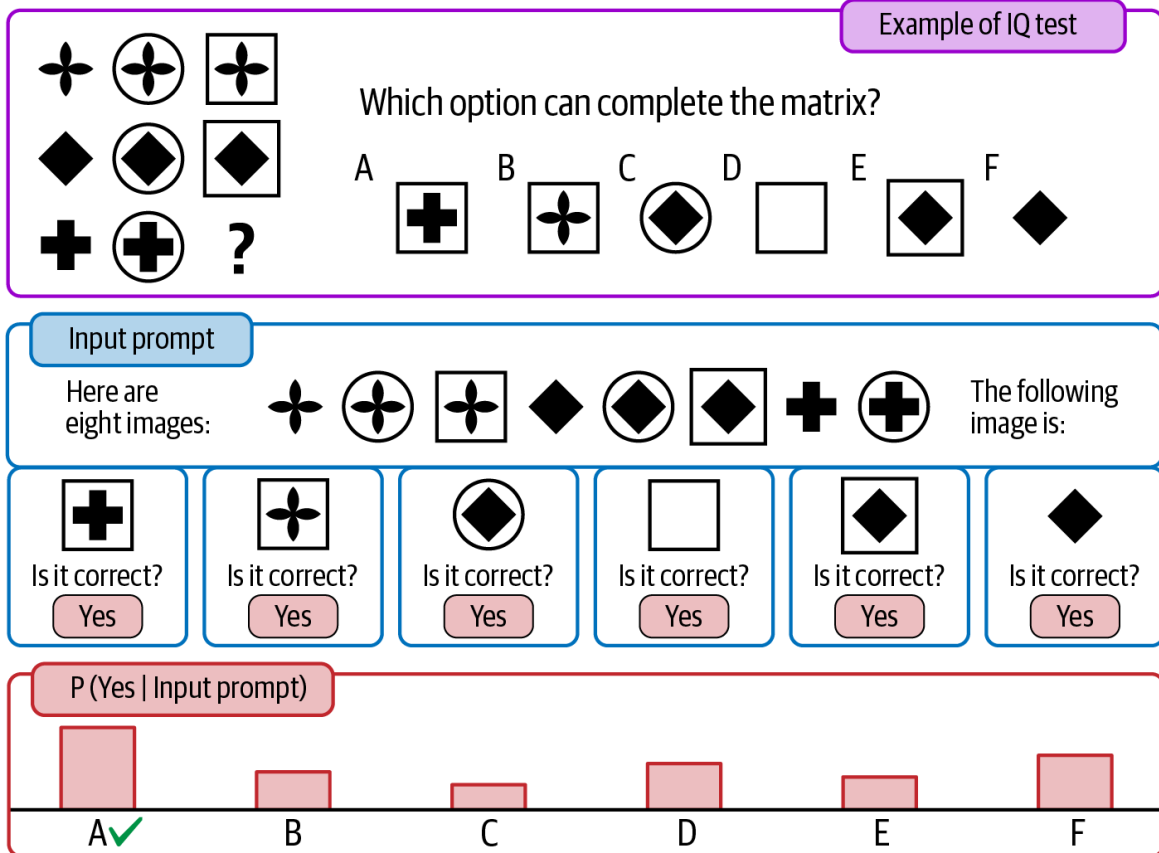 Example of IQ test
Which option can complete the matrix?
A B C D E F
?
Input prompt
Here are
eight images:
The following
image is:
Is it correct? Is it correct? Is it correct? Is it correct? Is it correct? Is it correct?
Yes Yes Yes Yes Yes Yes
P (Yes | Input prompt)
A B C D E F